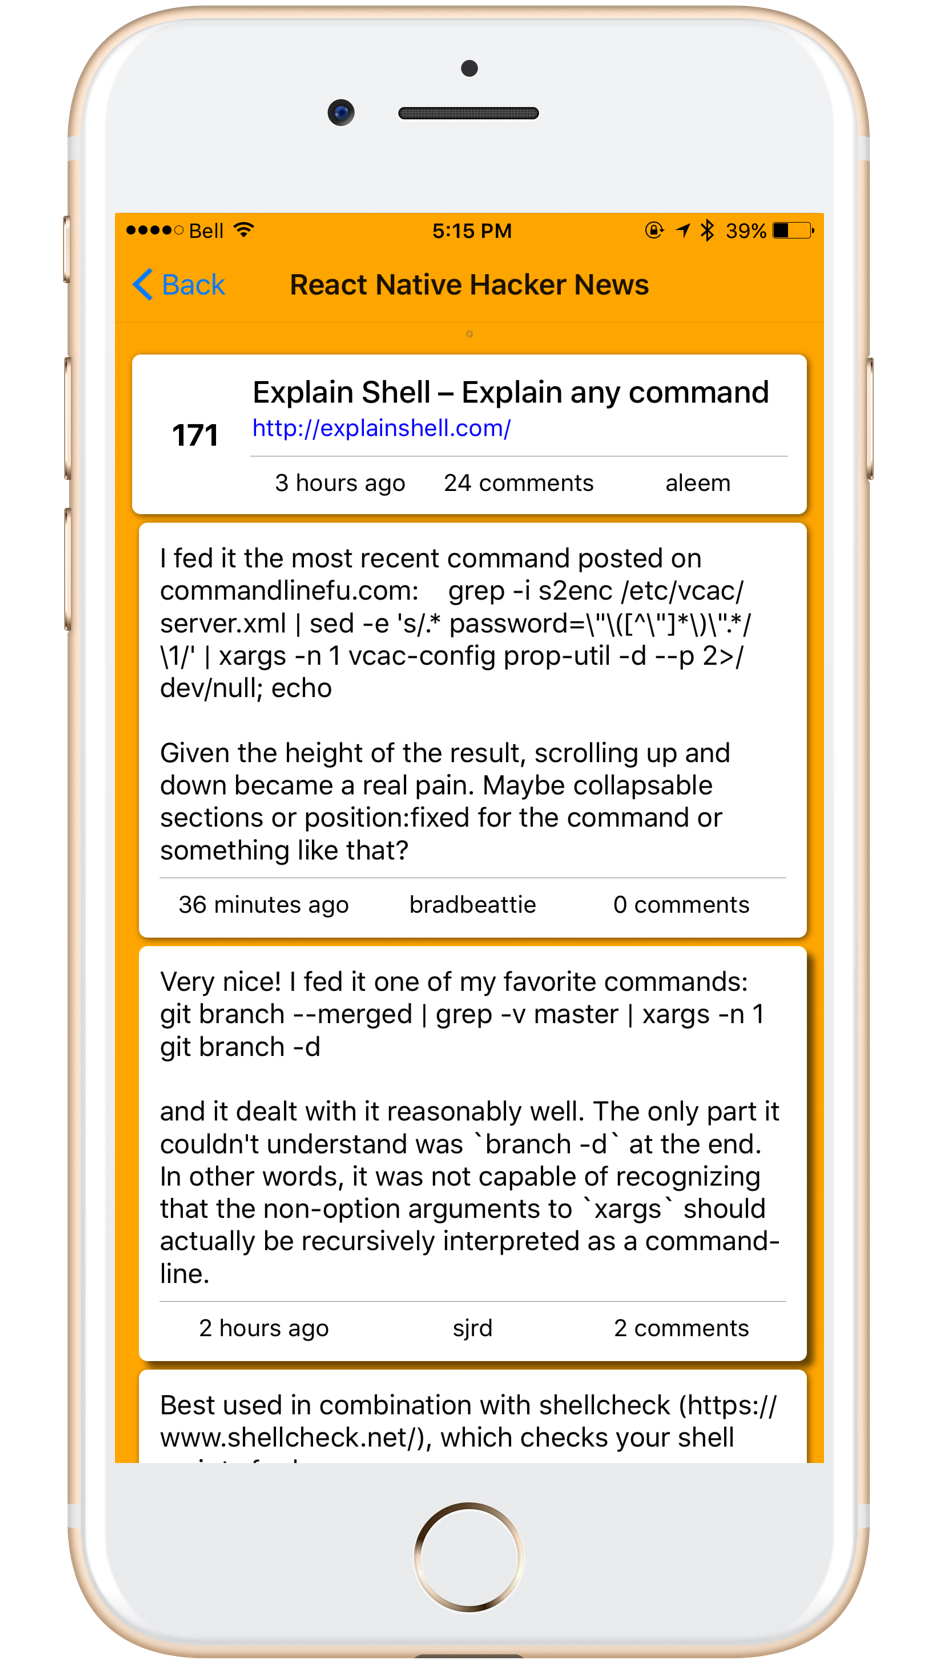 Bell 5:15 PM 39%
Back React Native Hacker News
Explain Shell – Explain any command
171
http://explainshell.com/
3 hours ago 24 comments aleem
I fed it the most recent command posted on
commandlinefu.com:    grep -i s2enc /etc/vcac/
server.xml | sed -e 's/.* password=\"\([^\"]*\)\".*/
\1/' | xargs -n 1 vcac-config prop-util -d --p 2>/
dev/null; echo
Given the height of the result, scrolling up and
down became a real pain. Maybe collapsable
sections or position:fixed for the command or
something like that?
36 minutes ago bradbeattie 0 comments
Very nice! I fed it one of my favorite commands:
git branch --merged | grep -v master | xargs -n 1
git branch -d
and it dealt with it reasonably well. The only part it
couldn't understand was `branch -d` at the end.
In other words, it was not capable of recognizing
that the non-option arguments to `xargs` should
actually be recursively interpreted as a command-
line.
2 hours ago sjrd 2 comments
Best used in combination with shellcheck (https://
www.shellcheck.net/), which checks your shell